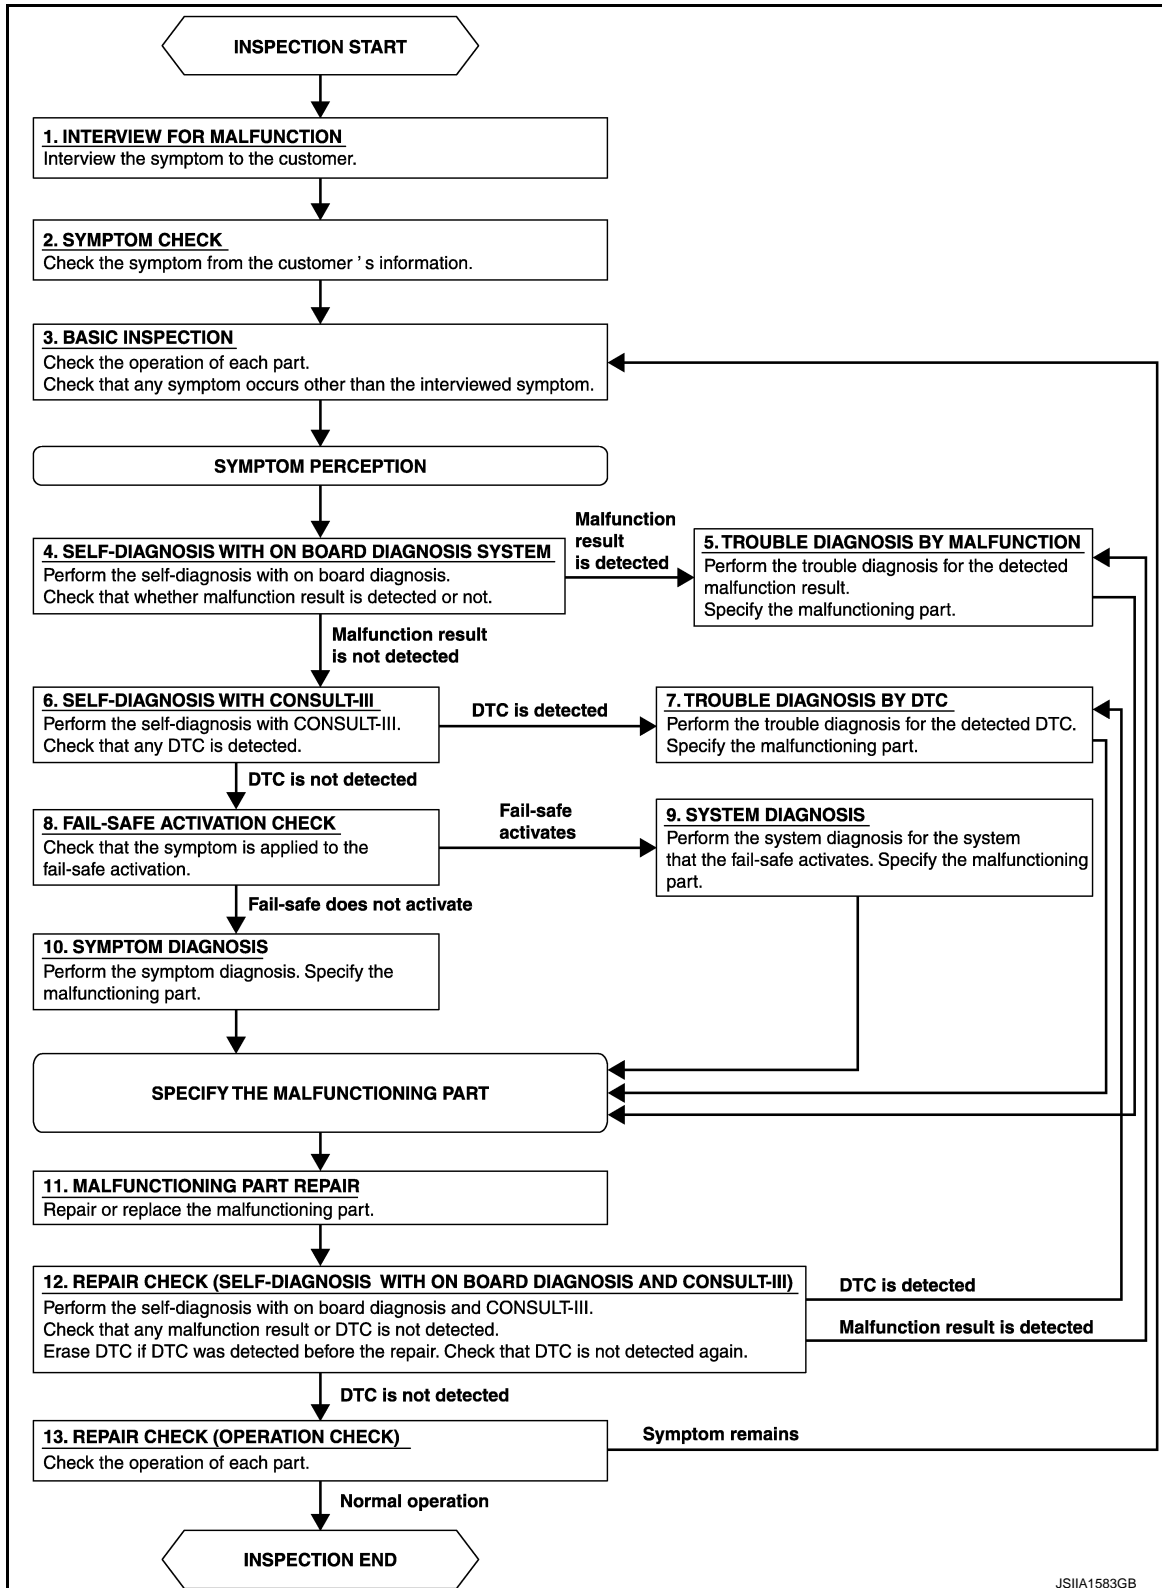 INSPECTION START
1. INTERVIEW FOR MALFUNCTION
Interview the symptom to the customer.
2. SYMPTOM CHECK
Check the symptom from the customer ' s information.
3. BASIC INSPECTION
Check the operation of each part.
Check that any symptom occurs other than the interviewed symptom.
SYMPTOM PERCEPTION
4. SELF-DIAGNOSIS WITH ON BOARD DIAGNOSIS SYSTEM
Perform the self-diagnosis with on board diagnosis.
Check that whether malfunction result is detected or not.
Malfunction
result
is detected
5. TROUBLE DIAGNOSIS BY MALFUNCTION
Perform the trouble diagnosis for the detected
malfunction result.
Specify the malfunctioning part.
Malfunction result
is not detected
6. SELF-DIAGNOSIS WITH CONSULT-III
Perform the self-diagnosis with CONSULT-III.
Check that any DTC is detected.
DTC is detected
7. TROUBLE DIAGNOSIS BY DTC
Perform the trouble diagnosis for the detected DTC.
Specify the malfunctioning part.
DTC is not detected
8. FAIL-SAFE ACTIVATION CHECK
Check that the symptom is applied to the
fail-safe activation.
Fail-safe
activates
9. SYSTEM DIAGNOSIS
Perform the system diagnosis for the system
that the fail-safe activates. Specify the malfunctioning
part.
Fail-safe does not activate
10. SYMPTOM DIAGNOSIS
Perform the symptom diagnosis. Specify the
malfunctioning part.
SPECIFY THE MALFUNCTIONING PART
11. MALFUNCTIONING PART REPAIR
Repair or replace the malfunctioning part.
12. REPAIR CHECK (SELF-DIAGNOSIS WITH ON BOARD DIAGNOSIS AND CONSULT-III)
Perform the self-diagnosis with on board diagnosis and CONSULT-III.
Check that any malfunction result or DTC is not detected.
Erase DTC if DTC was detected before the repair. Check that DTC is not detected again.
DTC is detected
Malfunction result is detected
DTC is not detected
13. REPAIR CHECK (OPERATION CHECK)
Check the operation of each part.
Symptom remains
Normal operation
INSPECTION END
JSIIA1583GB